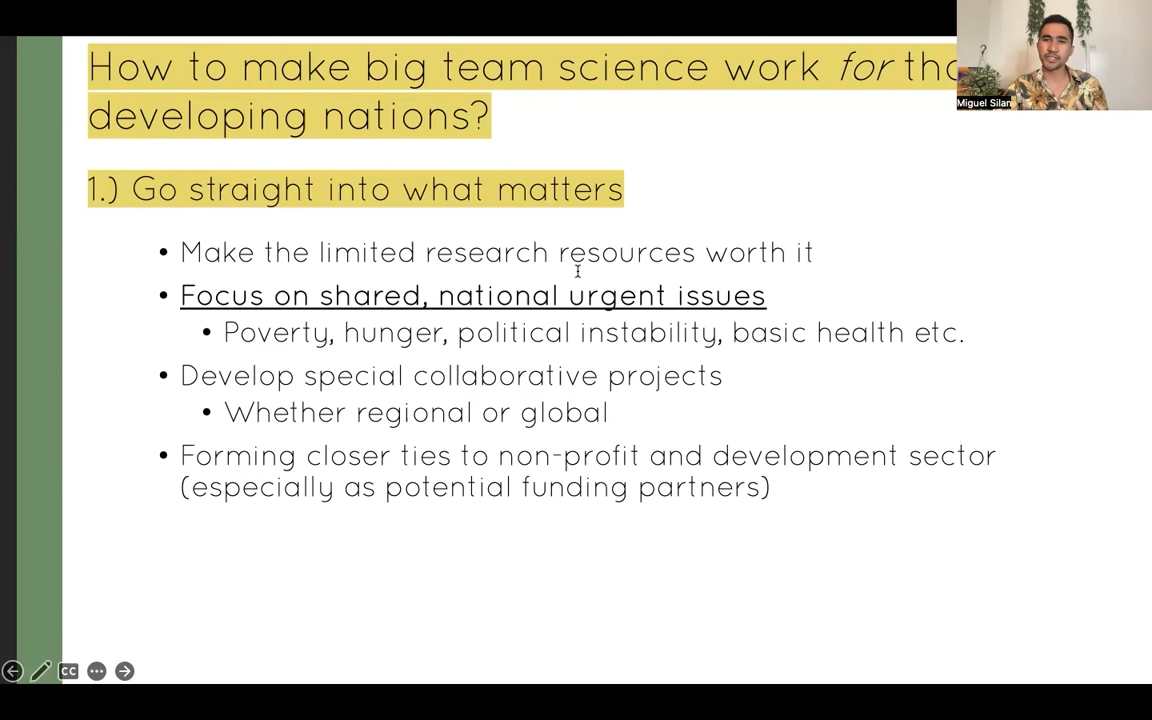 How to make big team science work for
developing nations?
Miguel Silan
1.) Go straight into what matters
• Make the limited research resources worth it
• Focus on shared, national urgent issues
• Poverty, hunger, political instability, basic health etc.
• Develop special collaborative projects
• Whether regional or global
• Forming closer ties to non-profit and development sector
(especially as potential funding partners)
CC